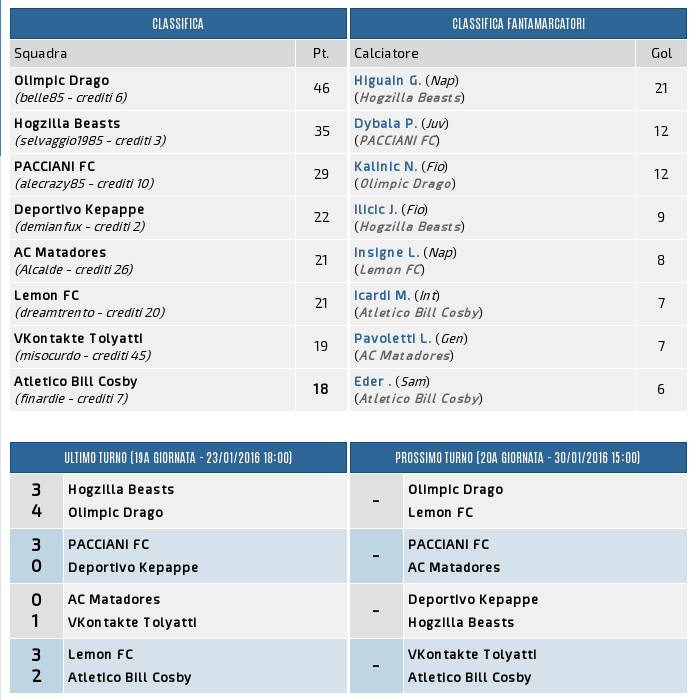 CLASSIFICA
Squadra Pt.
Olimpic Drago
(belle85 - crediti 6)
46
Hogzilla Beasts
(selvaggio1985 - crediti 3)
35
PACCIANI FC
(alecrazy85 - crediti 10)
29
Deportivo Kepappe
(demianfux - crediti 2)
22
AC Matadores
(Alcalde - crediti 26)
21
Lemon FC
(dreamtrento - crediti 20)
21
VKontakte Tolyatti
(misocurdo - crediti 45)
19
Atletico Bill Cosby
(finardie - crediti 7)
18
CLASSIFICA FANTAMARCATORI
Calciatore Gol
Higuain G. (Nap)
(Hogzilla Beasts)
21
Dybala P. (Juv)
(PACCIANI FC)
12
Kalinic N. (Fio)
(Olimpic Drago)
12
Ilicic J. (Fio)
(Hogzilla Beasts)
9
Insigne L. (Nap)
(Lemon FC)
8
Icardi M. (Int)
(Atletico Bill Cosby)
7
Pavoletti L. (Gen)
(AC Matadores)
7
Eder . (Sam)
(Atletico Bill Cosby)
6
ULTIMO TURNO (19A GIORNATA - 23/01/2016 18:00)
3 Hogzilla Beasts
4 Olimpic Drago
3 PACCIANI FC
0 Deportivo Kepappe
0 AC Matadores
1 VKontakte Tolyatti
3 Lemon FC
2 Atletico Bill Cosby
PROSSIMO TURNO (20A GIORNATA - 30/01/2016 15:00)
Olimpic Drago
-
Lemon FC
PACCIANI FC
-
AC Matadores
Deportivo Kepappe
-
Hogzilla Beasts
VKontakte Tolyatti
-
Atletico Bill Cosby